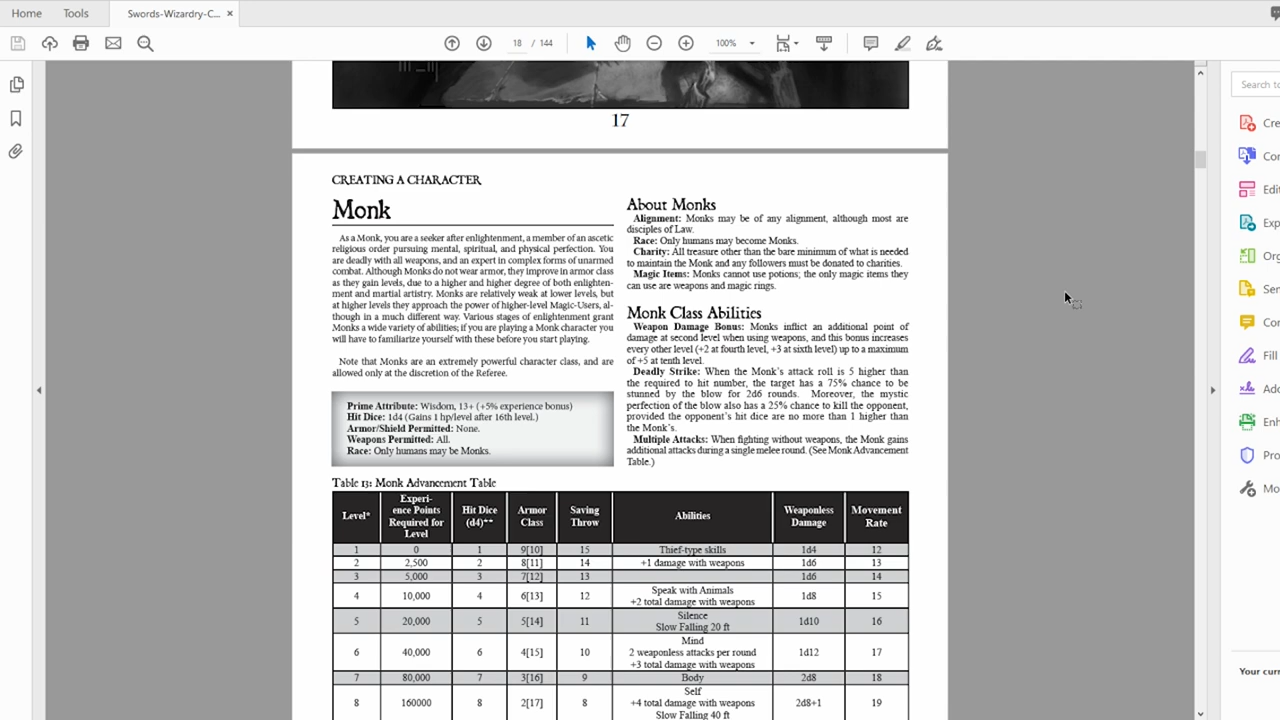 Home
Tools
Swords-Wizardry-C... ×
18 / 144
100%
Search to
17
CREATING A CHARACTER
Monk
As a Monk, you are a seeker after enlightenment, a member of an ascetic
religious order pursuing mental, spiritual, and physical perfection. You
are deadly with all weapons, and an expert in complex forms of unarmed
combat. Although Monks do not wear armor, they improve in armor class
as they gain levels, due to a higher and higher degree of both enlighten-
ment and martial artistry. Monks are relatively weak at lower levels, but
at higher levels they approach the power of higher-level Magic-Users, al-
though in a much different way. Various stages of enlightenment grant
Monks a wide variety of abilities; if you are playing a Monk character you
will have to familiarize yourself with these before you start playing.
Note that Monks are an extremely powerful character class, and are
allowed only at the discretion of the Referee.
Prime Attribute: Wisdom, 13+ (+5% experience bonus)
Hit Dice: 1d4 (Gains 1 hp/level after 16th level.)
Armor/Shield Permitted: None.
Weapons Permitted: All.
Race: Only humans may be Monks.
About Monks
Alignment: Monks may be of any alignment, although most are
disciples of Law.
Race: Only humans may become Monks.
Charity: All treasure other than the bare minimum of what is needed
to maintain the Monk and any followers must be donated to charities.
Magic Items: Monks cannot use potions; the only magic items they
can use are weapons and magic rings.
Monk Class Abilities
Weapon Damage Bonus: Monks inflict an additional point of
damage at second level when using weapons, and this bonus increases
every other level (+2 at fourth level, +3 at sixth level) up to a maximum
of +5 at tenth level.
Deadly Strike: When the Monk's attack roll is 5 higher than
the required to hit number, the target has a 75% chance to be
stunned by the blow for 2d6 rounds. Moreover, the mystic
perfection of the blow also has a 25% chance to kill the opponent,
provided the opponent's hit dice are no more than 1 higher than
the Monk's.
Multiple Attacks: When fighting without weapons, the Monk gains
additional attacks during a single melee round. (See Monk Advancement
Table.)
Table 13: Monk Advancement Table
Level* Experi-ence Points Required for Level Hit Dice (d4)** Armor Class Saving Throw Abilities Weaponless Damage Movement Rate
1 0 1 9[10] 15 Thief-type skills 1d4 12
2 2,500 2 8[11] 14 +1 damage with weapons 1d6 13
3 5,000 3 7[12] 13 1d6 14
4 10,000 4 6[13] 12 Speak with Animals +2 total damage with weapons 1d8 15
5 20,000 5 5[14] 11 Silence Slow Falling 20 ft 1d10 16
6 40,000 6 4[15] 10 Mind 2 weaponless attacks per round +3 total damage with weapons 1d12 17
7 80,000 7 3[16] 9 Body 2d8 18
8 160000 8 2[17] 8 Self +4 total damage with weapons Slow Falling 40 ft 2d8+1 19
Cre
Con
Edit
Exp
Org
Sen
Con
Fill
Add
Enh
Pro
Mo
Your curr